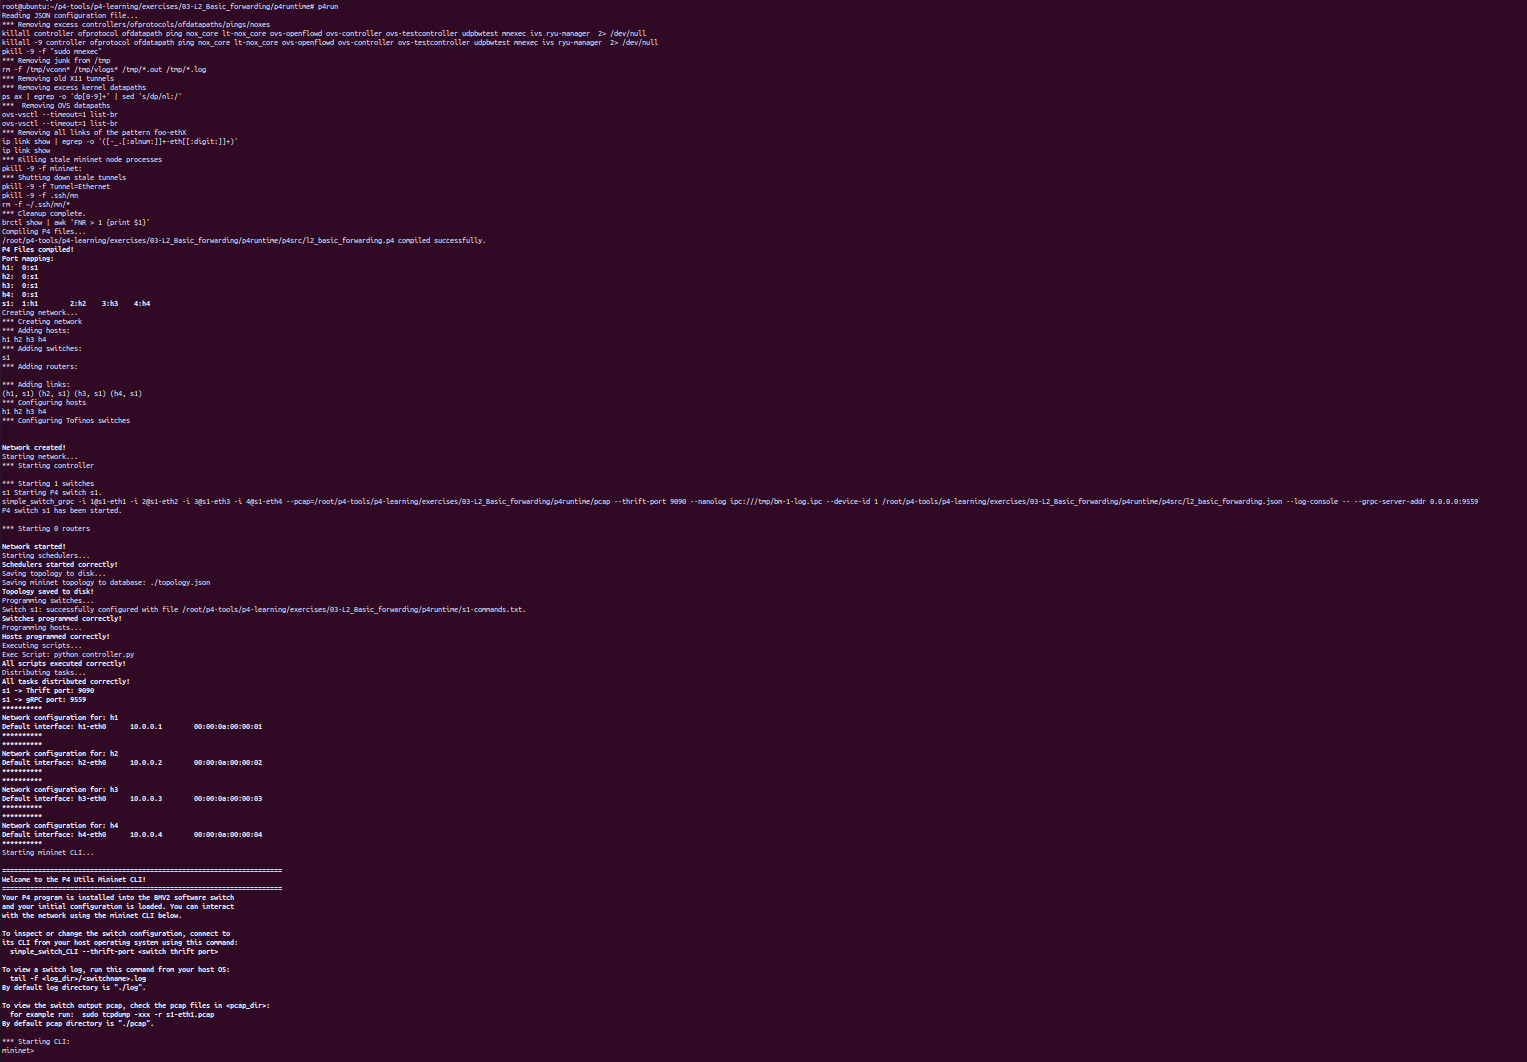 root@ubuntu:~/p4-tools/p4-learning/exercises/03-L2_Basic_forwarding/p4runtime# p4run
Reading JSON configuration file...
*** Removing excess controllers/ofprotocols/ofdatapaths/pings/noxes
killall controller ofprotocol ofdatapath ping nox_core lt-nox_core ovs-openflowd ovs-controller ovs-testcontroller udpbwtest mnexec ivs ryu-manager  2> /dev/null
killall -9 controller ofprotocol ofdatapath ping nox_core lt-nox_core ovs-openflowd ovs-controller ovs-testcontroller udpbwtest mnexec ivs ryu-manager  2> /dev/null
pkill -9 -f "sudo mnexec"
*** Removing junk from /tmp
rm -f /tmp/vconn* /tmp/vlogs* /tmp/*.out /tmp/*.log
*** Removing old X11 tunnels
*** Removing excess kernel datapaths
ps ax | egrep -o 'dp[0-9]+' | sed 's/dp/nl:/'
***  Removing OVS datapaths
ovs-vsctl --timeout=1 list-br
ovs-vsctl --timeout=1 list-br
*** Removing all links of the pattern foo-ethX
ip link show | egrep -o '([-_.[:alnum:]]+-eth[[:digit:]]+)'
ip link show
*** Killing stale mininet node processes
pkill -9 -f mininet:
*** Shutting down stale tunnels
pkill -9 -f Tunnel=Ethernet
pkill -9 -f .ssh/mn
rm -f ~/.ssh/mn/*
*** Cleanup complete.
brctl show | awk 'FNR > 1 {print $1}'
Compiling P4 files...
/root/p4-tools/p4-learning/exercises/03-L2_Basic_forwarding/p4runtime/p4src/l2_basic_forwarding.p4 compiled successfully.
P4 Files compiled!
Port mapping:
h1:  0:s1
h2:  0:s1
h3:  0:s1
h4:  0:s1
s1:  1:h1        2:h2    3:h3    4:h4
Creating network...
*** Creating network
*** Adding hosts:
h1 h2 h3 h4
*** Adding switches:
s1
*** Adding routers:
*** Adding links:
(h1, s1) (h2, s1) (h3, s1) (h4, s1)
*** Configuring hosts
h1 h2 h3 h4
*** Configuring Tofinos switches
Network created!
Starting network...
*** Starting controller
*** Starting 1 switches
s1 Starting P4 switch s1.
simple_switch_grpc -i 1@s1-eth1 -i 2@s1-eth2 -i 3@s1-eth3 -i 4@s1-eth4 --pcap=/root/p4-tools/p4-learning/exercises/03-L2_Basic_forwarding/p4runtime/pcap --thrift-port 9090 --nanolog ipc:///tmp/bm-1-log.ipc --device-id 1 /root/p4-tools/p4-learning/exercises/03-L2_Basic_forwarding/p4runtime/p4src/l2_basic_forwarding.json --log-console -- --grpc-server-addr 0.0.0.0:9559
P4 switch s1 has been started.
*** Starting 0 routers
Network started!
Starting schedulers...
Schedulers started correctly!
Saving topology to disk...
Saving mininet topology to database: ./topology.json
Topology saved to disk!
Programming switches...
Switch s1: successfully configured with file /root/p4-tools/p4-learning/exercises/03-L2_Basic_forwarding/p4runtime/s1-commands.txt.
Switches programmed correctly!
Programming hosts...
Hosts programmed correctly!
Executing scripts...
Exec Script: python controller.py
All scripts executed correctly!
Distributing tasks...
All tasks distributed correctly!
s1 -> Thrift port: 9090
s1 -> gRPC port: 9559
**********
Network configuration for: h1
Default interface: h1-eth0      10.0.0.1        00:00:0a:00:00:01
**********
**********
Network configuration for: h2
Default interface: h2-eth0      10.0.0.2        00:00:0a:00:00:02
**********
**********
Network configuration for: h3
Default interface: h3-eth0      10.0.0.3        00:00:0a:00:00:03
**********
**********
Network configuration for: h4
Default interface: h4-eth0      10.0.0.4        00:00:0a:00:00:04
**********
Starting mininet CLI...
======================================================================
Welcome to the P4 Utils Mininet CLI!
======================================================================
Your P4 program is installed into the BMV2 software switch
and your initial configuration is loaded. You can interact
with the network using the mininet CLI below.
To inspect or change the switch configuration, connect to
its CLI from your host operating system using this command:
  simple_switch_CLI --thrift-port <switch thrift port>
To view a switch log, run this command from your host OS:
  tail -f <log_dir>/<switchname>.log
By default log directory is "./log".
To view the switch output pcap, check the pcap files in <pcap_dir>:
  for example run:  sudo tcpdump -xxx -r s1-eth1.pcap
By default pcap directory is "./pcap".
*** Starting CLI:
mininet>